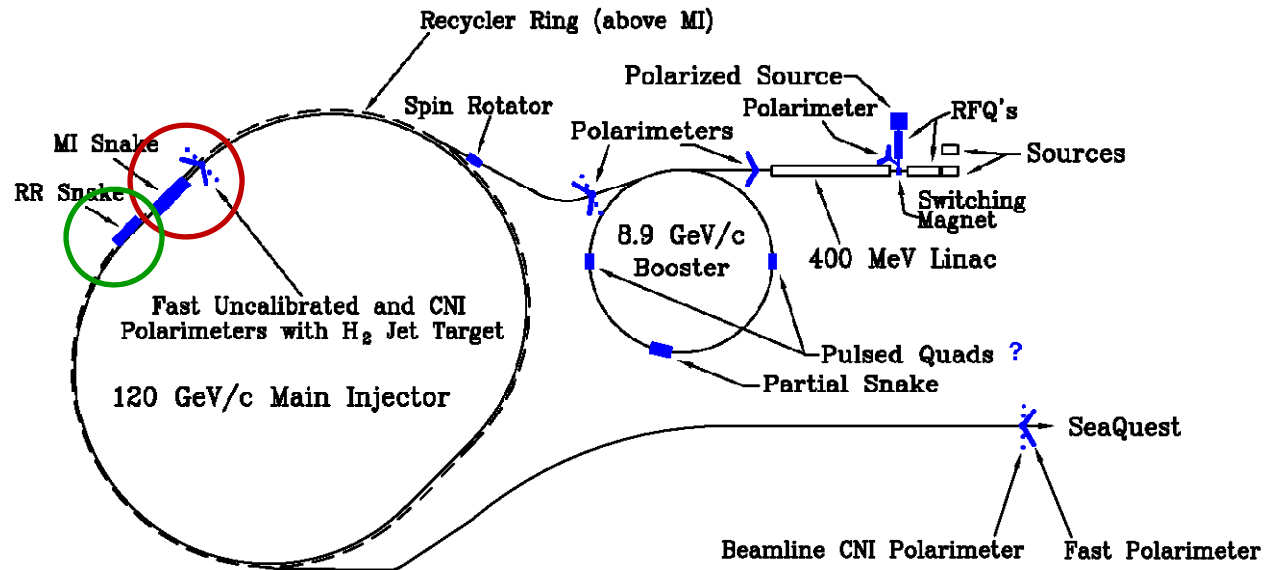 Recycler Ring (above MI)
Polarized Source
Polarimeter
RFQ's
Spin Rotator
Polarimeters
MI Snake
Sources
RR Snake
Switching
Magnet
8.9 GeV/c
Booster
400 MeV Linac
Fast Uncalibrated and CNI
Polarimeters with H₂ Jet Target
Pulsed Quads ?
Partial Snake
120 GeV/c Main Injector
SeaQuest
Beamline CNI Polarimeter
Fast Polarimeter